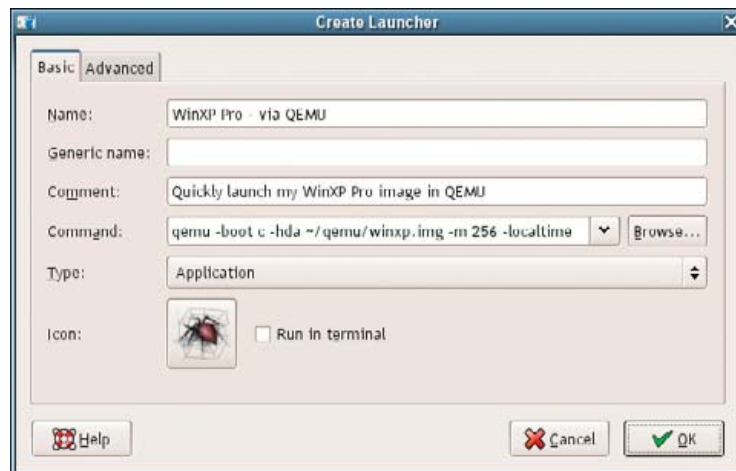 Create Launcher
Basic Advanced
Name: WinXP Pro - via QEMU
Generic name:
Comment: Quickly launch my WinXP Pro image in QEMU
Command: qemu -boot c -hda ~/qemu/winxp.img -m 256 -localtime Browse...
Type: Application
Icon: Run in terminal
Help Cancel OK